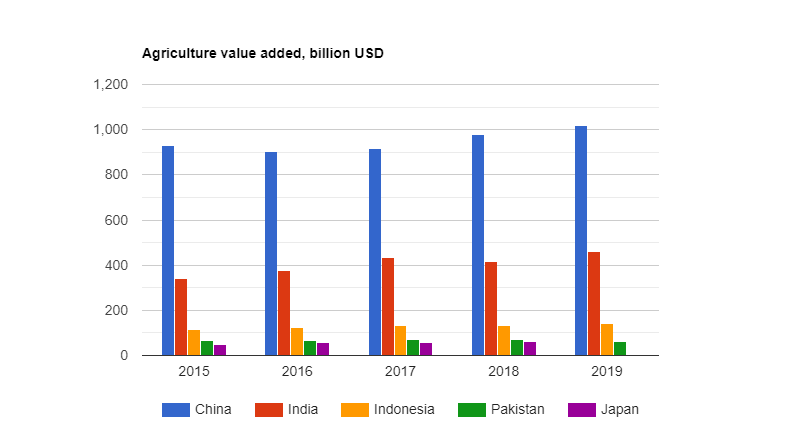 Agriculture value added, billion USD
1,200
1,000
800
600
400
200
0
2015 2016 2017 2018 2019
China India Indonesia Pakistan Japan